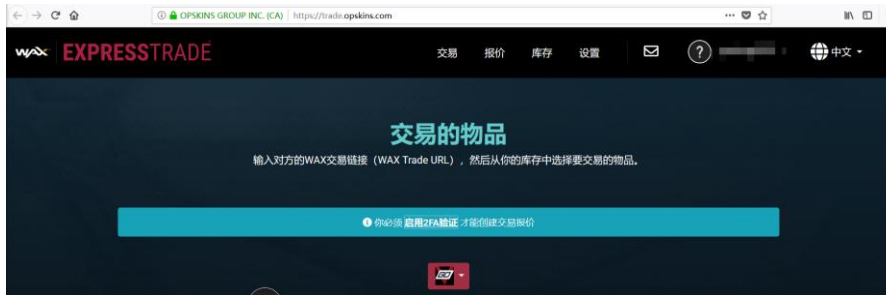 OPSKINS GROUP INC. (CA) https://trade.opskins.com
WAX EXPRESSTRADE 交易 报价 库存 设置 ? 中文
交易的物品
输入对方的WAX交易链接（WAX Trade URL），然后从你的库存中选择要交易的物品。
你必须 启用2FA验证 才能创建交易报价